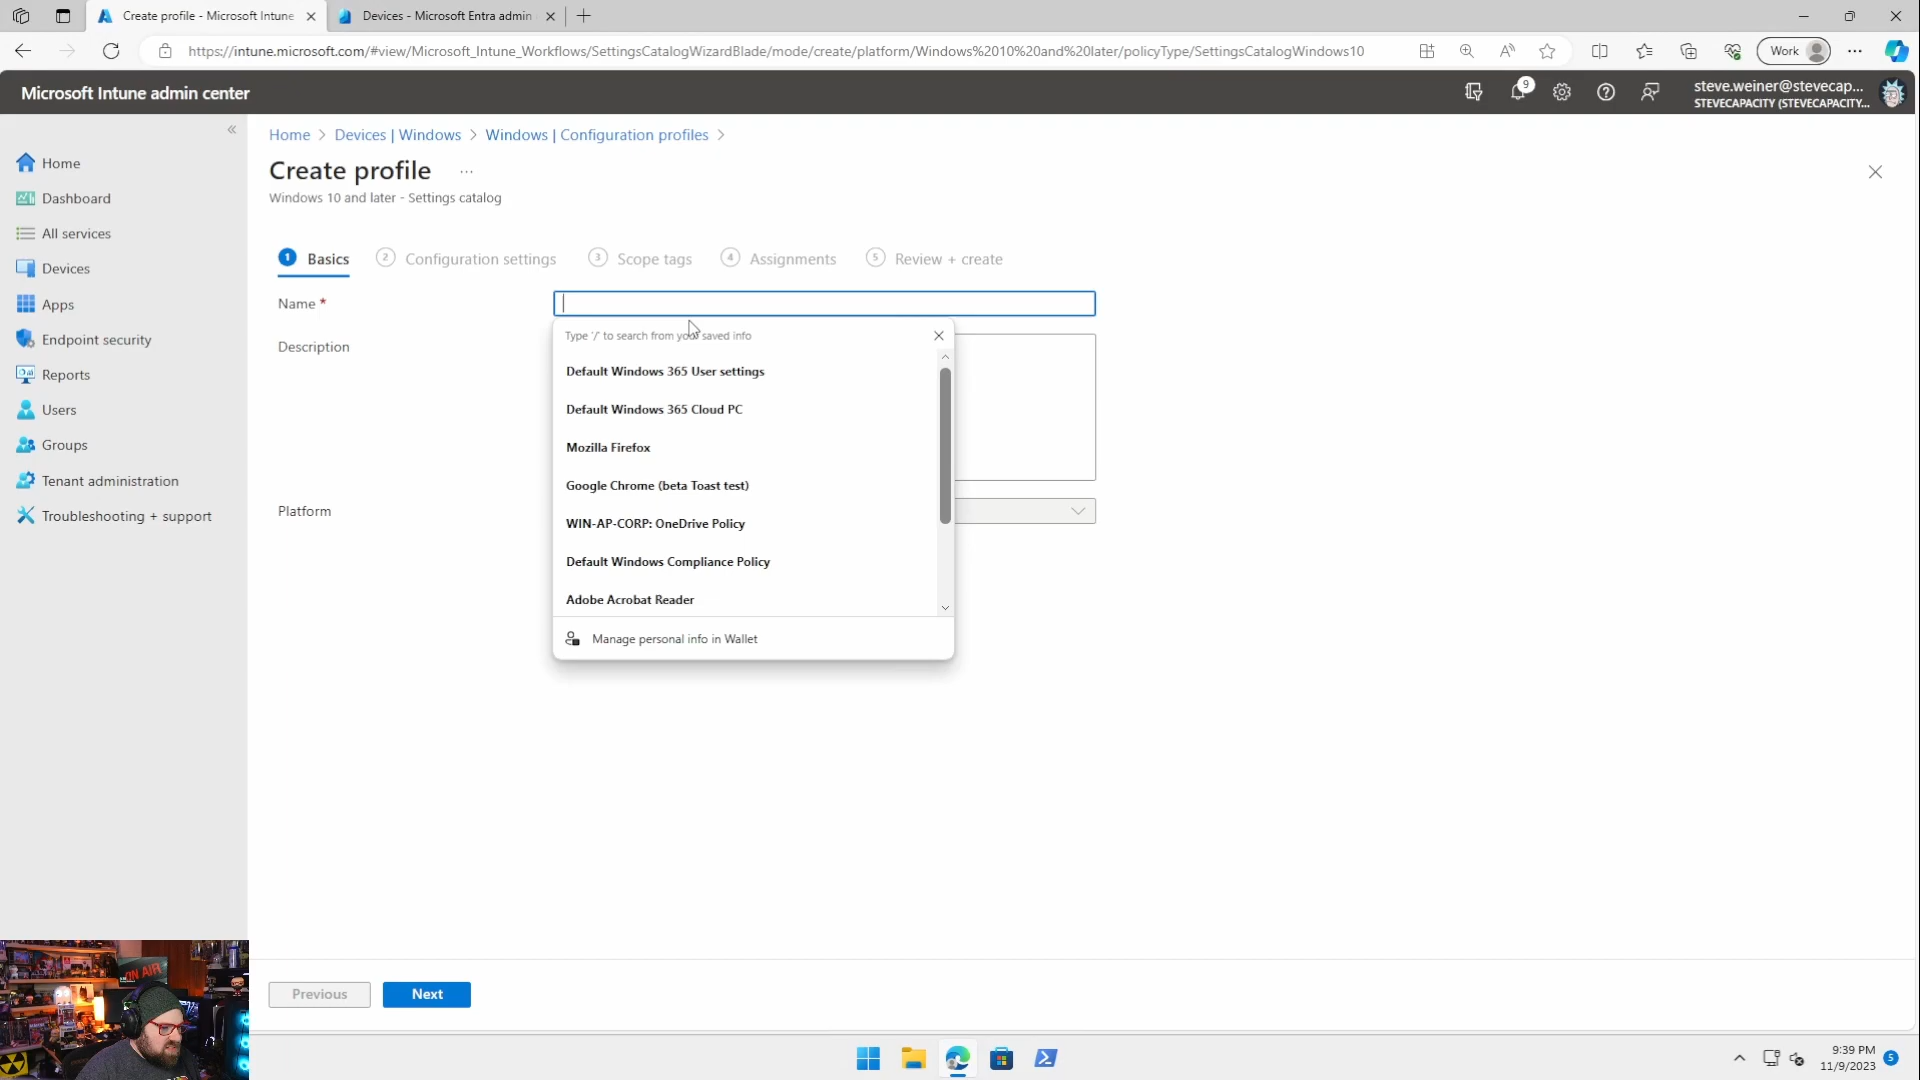 Create profile - Microsoft Intune
Devices - Microsoft Entra admin
https://intune.microsoft.com/#view/Microsoft_Intune_Workflows/SettingsCatalogWizardBlade/mode/create/platform/Windows%2010%20and%20later/policyType/SettingsCatalogWindows10
Work
Microsoft Intune admin center
9
steve.weiner@stevecap...
STEVECAPACITY (STEVECAPACITY....
Home
Dashboard
All services
Devices
Apps
Endpoint security
Reports
Users
Groups
Tenant administration
Troubleshooting + support
Home > Devices | Windows > Windows | Configuration profiles >
Create profile ...
Windows 10 and later - Settings catalog
1 Basics 2 Configuration settings 3 Scope tags 4 Assignments 5 Review + create
Name *
Description
Platform
Type '/' to search from your saved info
Default Windows 365 User settings
Default Windows 365 Cloud PC
Mozilla Firefox
Google Chrome (beta Toast test)
WIN-AP-CORP: OneDrive Policy
Default Windows Compliance Policy
Adobe Acrobat Reader
Manage personal info in Wallet
ON AIR
Previous
Next
9:39 PM
11/9/2023
5